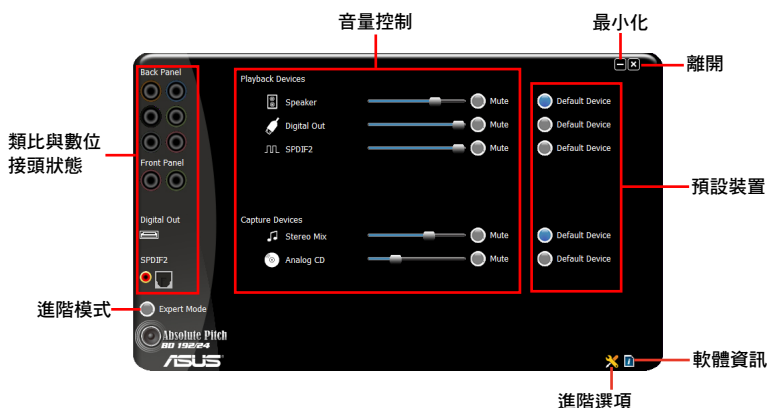 音量控制
最小化
離開
Back Panel
Playback Devices
Speaker
Mute
Default Device
Digital Out
Mute
Default Device
SPDIF2
Mute
Default Device
類比與數位
接頭狀態
Front Panel
預設裝置
Digital Out
Capture Devices
Stereo Mix
Mute
Default Device
SPDIF2
Analog CD
Mute
Default Device
進階模式
Expert Mode
Absolute Pitch
BD 192/24
ASUS
軟體資訊
進階選項